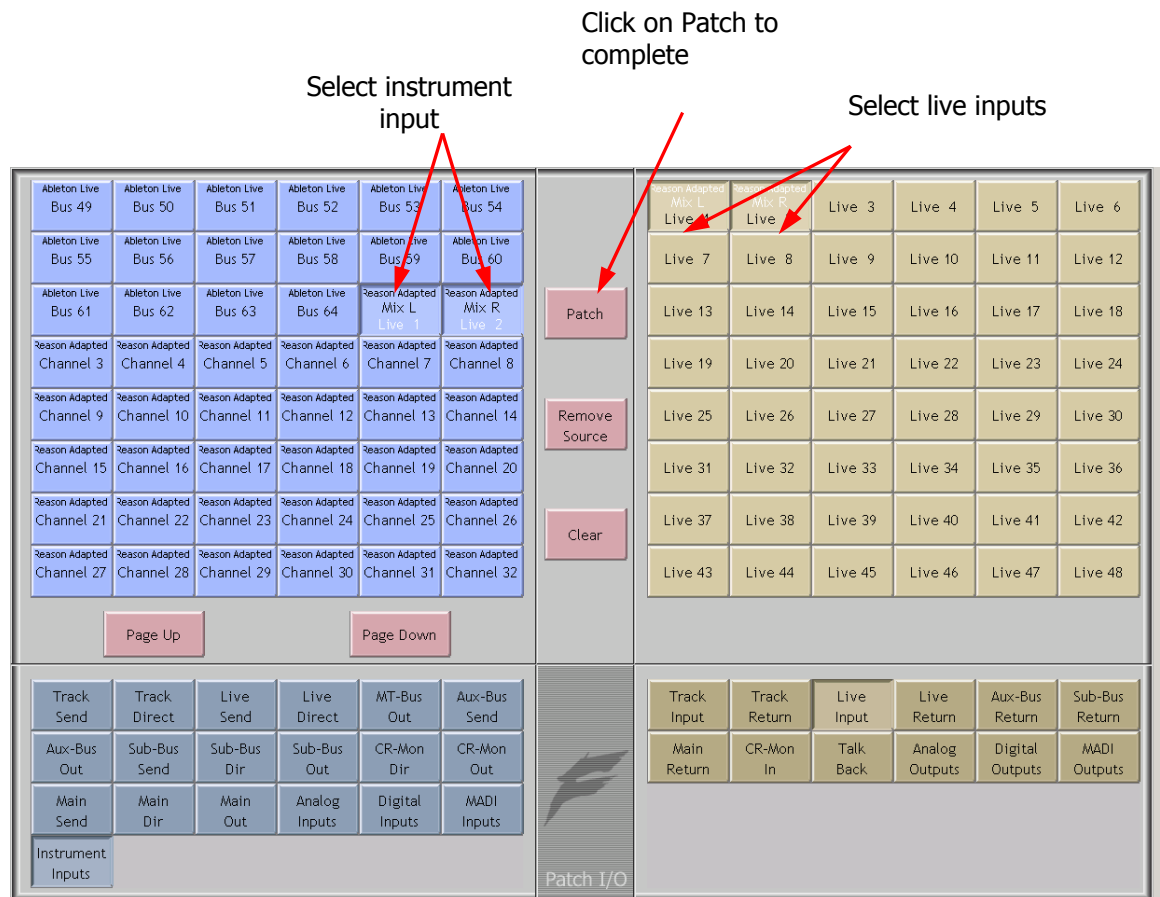 Click on Patch to
complete
Select instrument
input
Select live inputs
Ableton Live Ableton Live Ableton Live Ableton Live Ableton Live Ableton Live
Bus 49 Bus 50 Bus 51 Bus 52 Bus 53 Bus 54
Ableton Live Ableton Live Ableton Live Ableton Live Ableton Live Ableton Live
Bus 55 Bus 56 Bus 57 Bus 58 Bus 59 Bus 60
Ableton Live Ableton Live Ableton Live Ableton Live Reason Adapted Reason Adapted
Bus 61 Bus 62 Bus 63 Bus 64 Mix L Mix R
Live 1 Live 2
Reason Adapted Reason Adapted Reason Adapted Reason Adapted Reason Adapted Reason Adapted
Channel 3 Channel 4 Channel 5 Channel 6 Channel 7 Channel 8
Reason Adapted Reason Adapted Reason Adapted Reason Adapted Reason Adapted Reason Adapted
Channel 9 Channel 10 Channel 11 Channel 12 Channel 13 Channel 14
Reason Adapted Reason Adapted Reason Adapted Reason Adapted Reason Adapted Reason Adapted
Channel 15 Channel 16 Channel 17 Channel 18 Channel 19 Channel 20
Reason Adapted Reason Adapted Reason Adapted Reason Adapted Reason Adapted Reason Adapted
Channel 21 Channel 22 Channel 23 Channel 24 Channel 25 Channel 26
Reason Adapted Reason Adapted Reason Adapted Reason Adapted Reason Adapted Reason Adapted
Channel 27 Channel 28 Channel 29 Channel 30 Channel 31 Channel 32
Page Up Page Down
Patch
Remove
Source
Clear
Reason Adapted Reason Adapted
Mix L Mix R
Live 1 Live Live 3 Live 4 Live 5 Live 6
Live 7 Live 8 Live 9 Live 10 Live 11 Live 12
Live 13 Live 14 Live 15 Live 16 Live 17 Live 18
Live 19 Live 20 Live 21 Live 22 Live 23 Live 24
Live 25 Live 26 Live 27 Live 28 Live 29 Live 30
Live 31 Live 32 Live 33 Live 34 Live 35 Live 36
Live 37 Live 38 Live 39 Live 40 Live 41 Live 42
Live 43 Live 44 Live 45 Live 46 Live 47 Live 48
Track Track Live Live MT-Bus Aux-Bus
Send Direct Send Direct Out Send
Aux-Bus Sub-Bus Sub-Bus Sub-Bus CR-Mon CR-Mon
Out Send Dir Out Dir Out
Main Main Main Analog Digital MADI
Send Dir Out Inputs Inputs Inputs
Instrument
Inputs
Patch I/O
Track Track Live Live Aux-Bus Sub-Bus
Input Return Input Return Return Return
Main CR-Mon Talk Analog Digital MADI
Return In Back Outputs Outputs Outputs